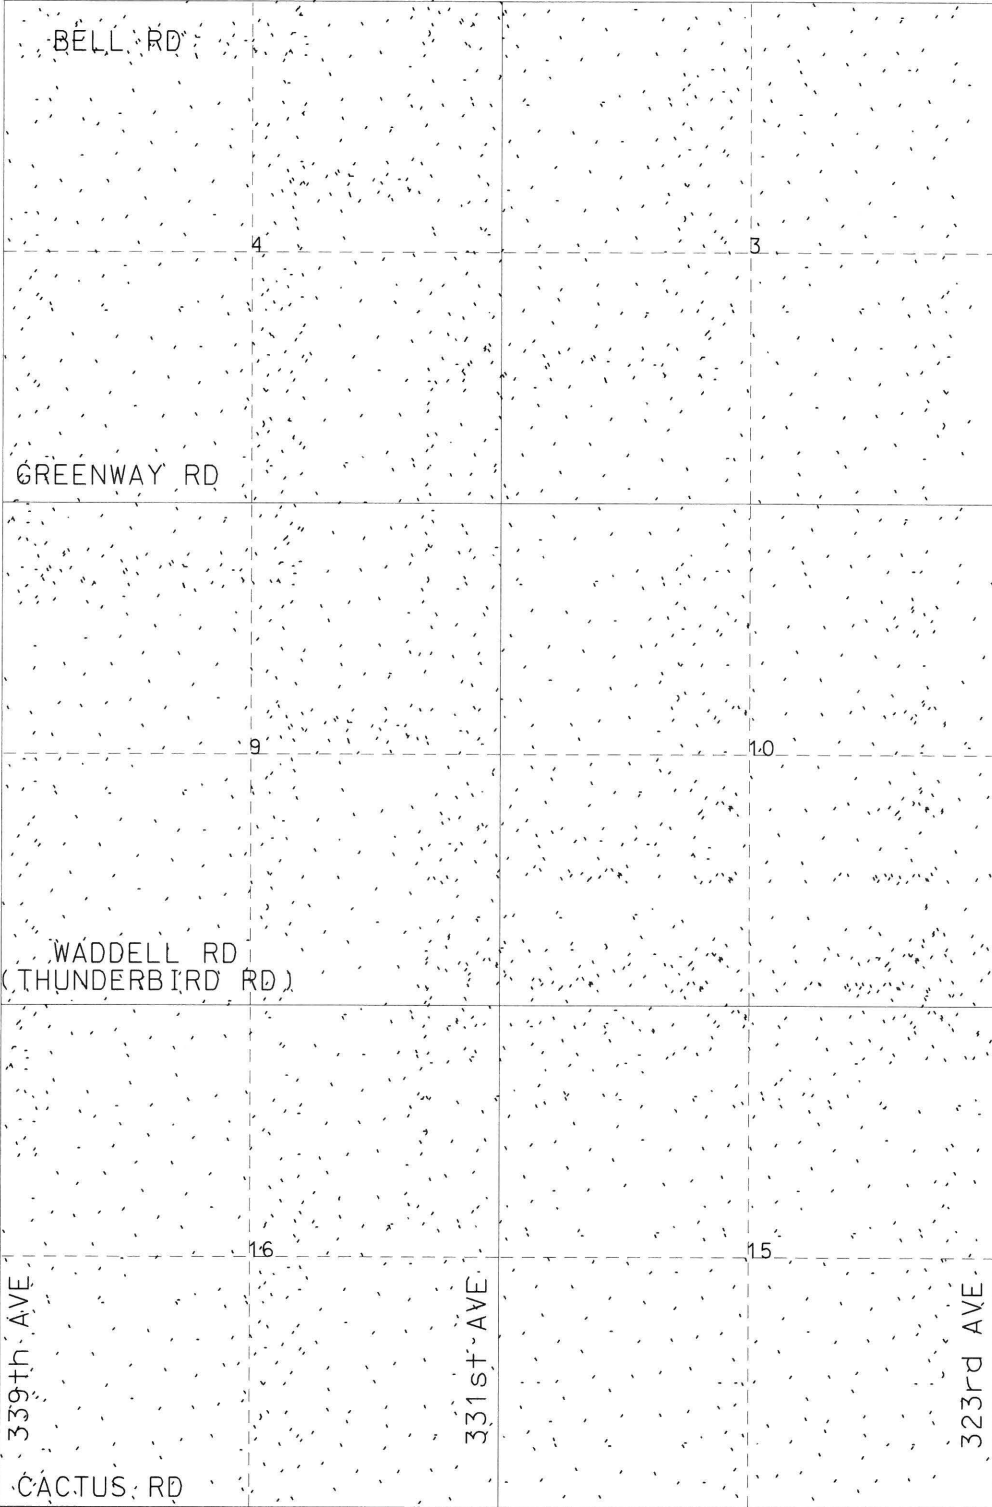 BELL RD
4
3
GREENWAY RD
9
10
WADDELL RD
(THUNDERBIRD RD)
16
15
339th AVE
331st AVE
323rd AVE
CACTUS RD